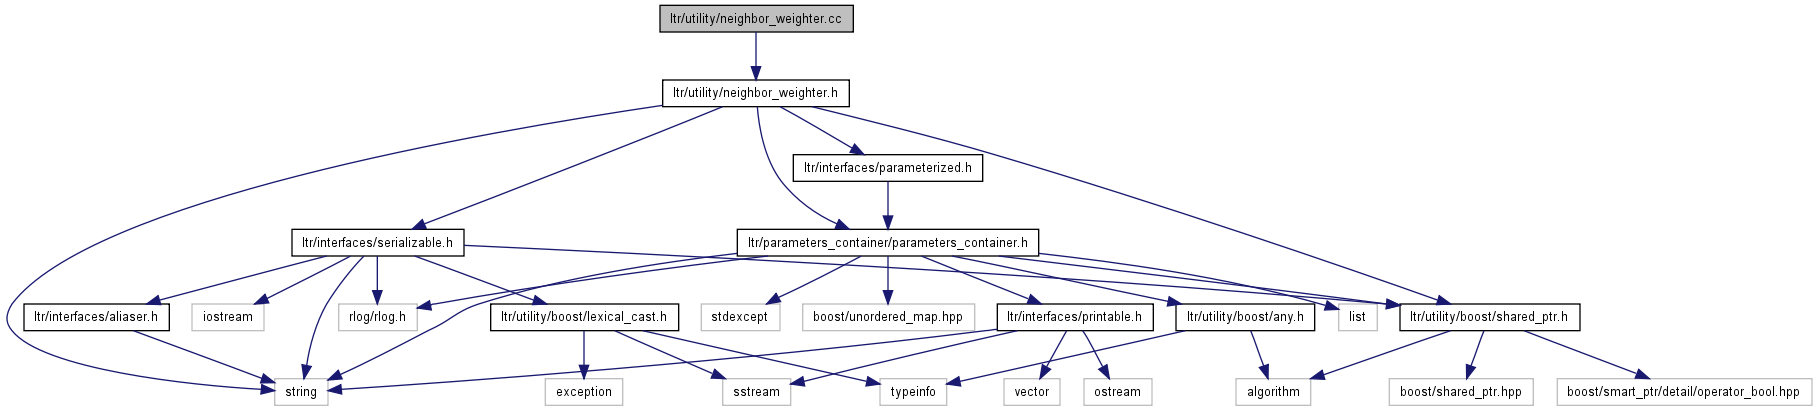 ltr/utility/neighbor_weighter.cc
ltr/utility/neighbor_weighter.h
ltr/interfaces/parameterized.h
ltr/interfaces/serializable.h
ltr/parameters_container/parameters_container.h
ltr/interfaces/aliaser.h
iostream
rlog/rlog.h
ltr/utility/boost/lexical_cast.h
stdexcept
boost/unordered_map.hpp
ltr/interfaces/printable.h
ltr/utility/boost/any.h
list
ltr/utility/boost/shared_ptr.h
string
exception
sstream
typeinfo
vector
ostream
algorithm
boost/shared_ptr.hpp
boost/smart_ptr/detail/operator_bool.hpp